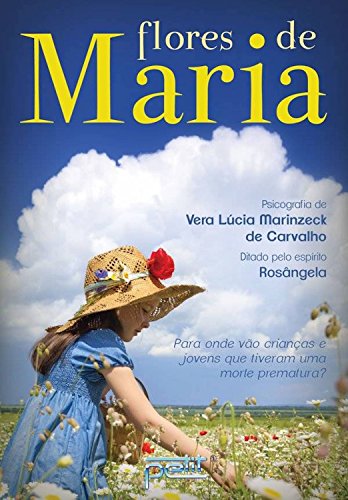 flores de
Maria
Psicografia de
Vera Lúcia Marinzeck
de Carvalho
Ditado pelo espírito
Rosângela
Para onde vão crianças e
jovens que tiveram uma
morte prematura?
petit